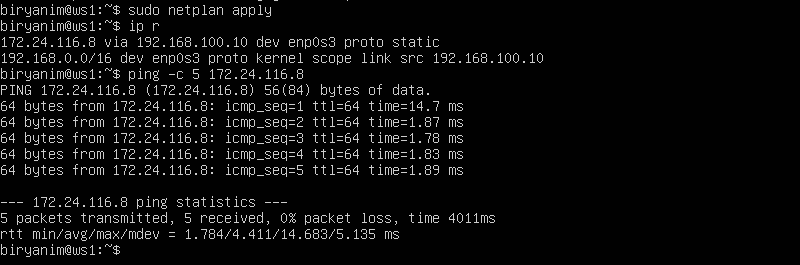 biryanim@ws1:~$ sudo netplan apply
biryanim@ws1:~$ ip r
172.24.116.8 via 192.168.100.10 dev enp0s3 proto static
192.168.0.0/16 dev enp0s3 proto kernel scope link src 192.168.100.10
biryanim@ws1:~$ ping -c 5 172.24.116.8
PING 172.24.116.8 (172.24.116.8) 56(84) bytes of data.
64 bytes from 172.24.116.8: icmp_seq=1 ttl=64 time=14.7 ms
64 bytes from 172.24.116.8: icmp_seq=2 ttl=64 time=1.87 ms
64 bytes from 172.24.116.8: icmp_seq=3 ttl=64 time=1.78 ms
64 bytes from 172.24.116.8: icmp_seq=4 ttl=64 time=1.83 ms
64 bytes from 172.24.116.8: icmp_seq=5 ttl=64 time=1.89 ms
--- 172.24.116.8 ping statistics ---
5 packets transmitted, 5 received, 0% packet loss, time 4011ms
rtt min/avg/max/mdev = 1.784/4.411/14.683/5.135 ms
biryanim@ws1:~$